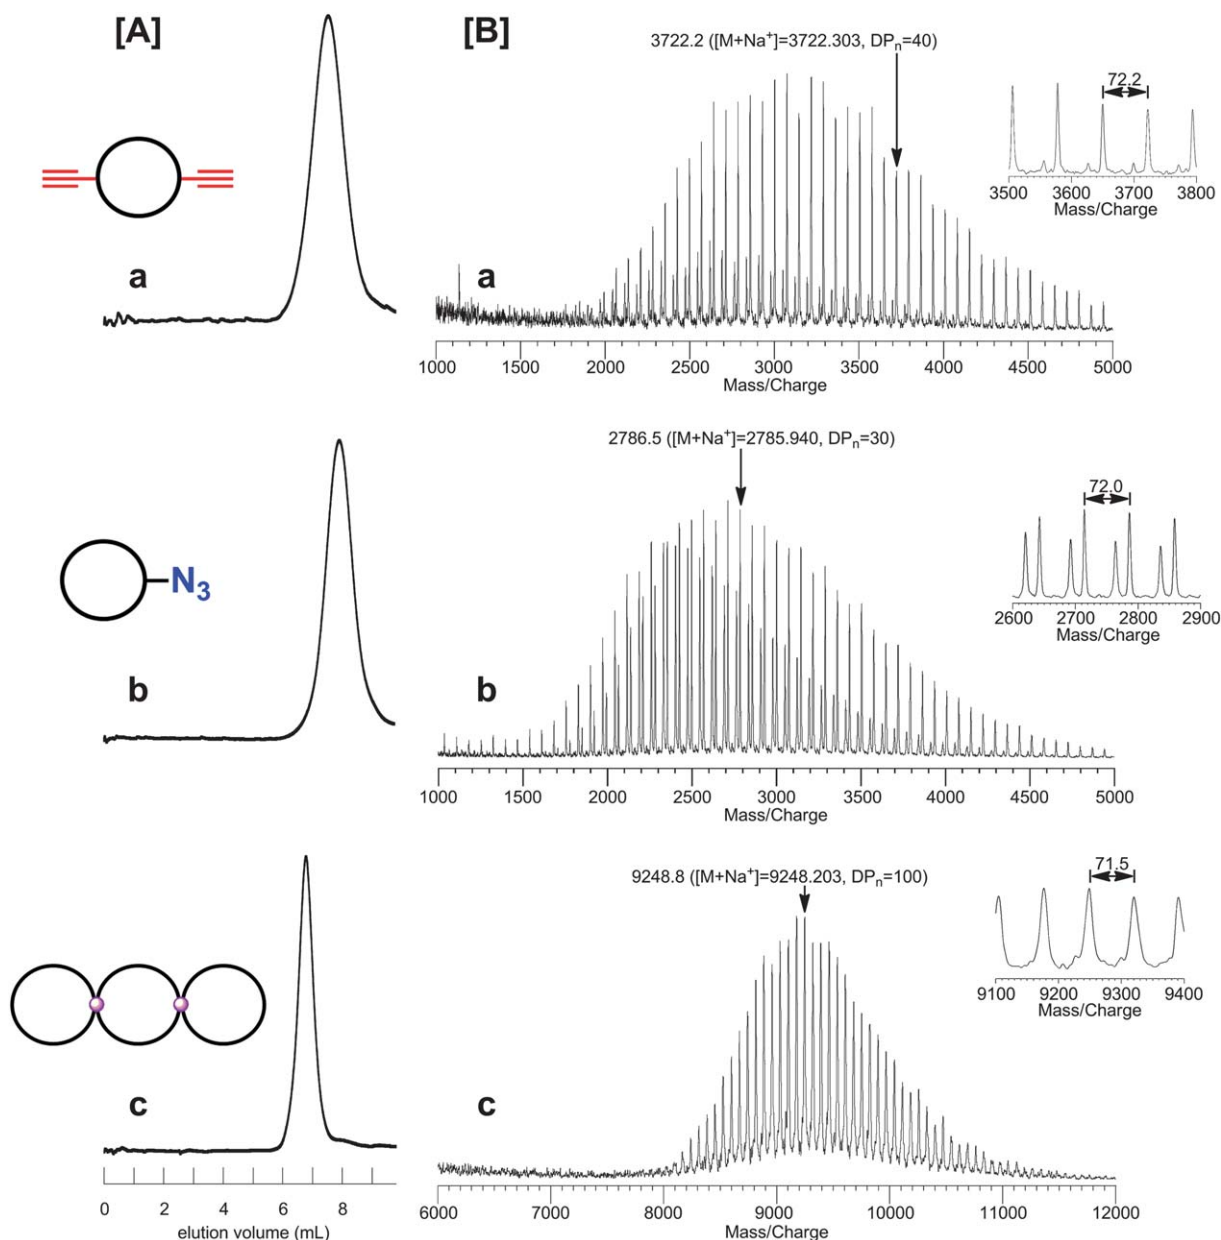 [A]
[B]
3722.2 ([M+Na⁺]=3722.303, DPₙ=40)
72.2
3500 3600 3700 3800
Mass/Charge
a
a
1000 1500 2000 2500 3000 3500 4000 4500 5000
Mass/Charge
2786.5 ([M+Na⁺]=2785.940, DPₙ=30)
72.0
2600 2700 2800 2900
Mass/Charge
N₃
b
b
1000 1500 2000 2500 3000 3500 4000 4500 5000
Mass/Charge
9248.8 ([M+Na⁺]=9248.203, DPₙ=100)
71.5
9100 9200 9300 9400
Mass/Charge
c
c
0 2 4 6 8
elution volume (mL)
6000 7000 8000 9000 10000 11000 12000
Mass/Charge